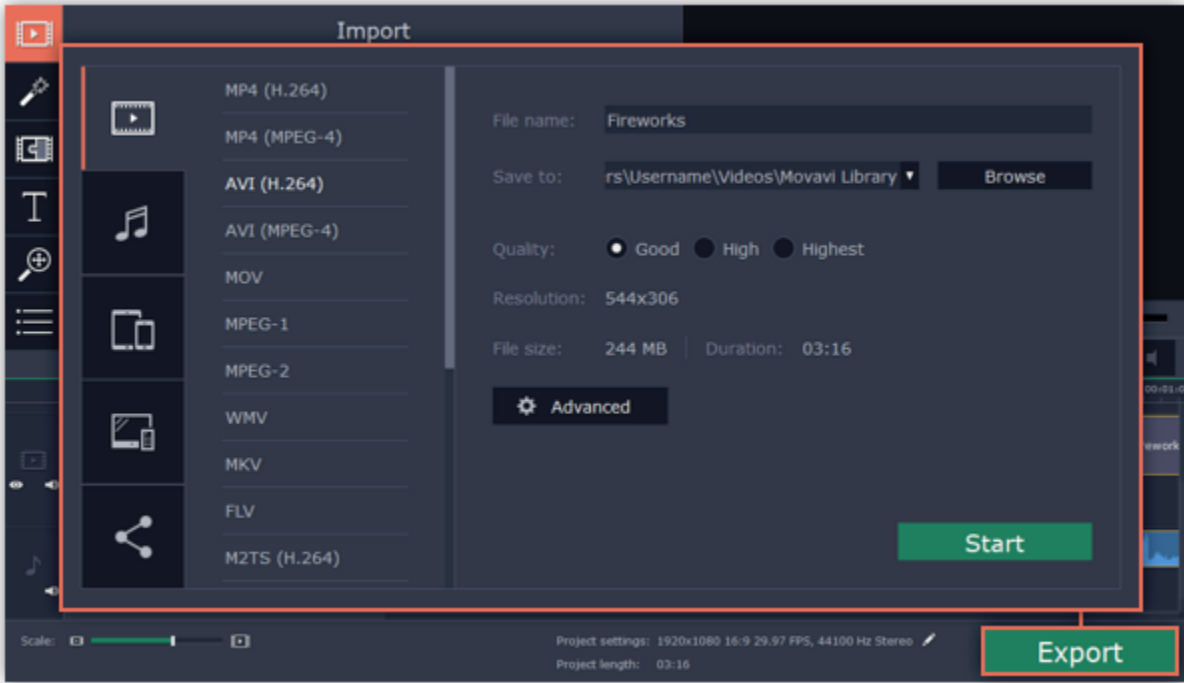 Import
MP4 (H.264)
MP4 (MPEG-4)
AVI (H.264)
AVI (MPEG-4)
MOV
MPEG-1
MPEG-2
WMV
MKV
FLV
M2TS (H.264)
File name: Fireworks
Save to: rs\Username\Videos\Movavi Library Browse
Quality: Good High Highest
Resolution: 544x306
File size: 244 MB Duration: 03:16
Advanced
Start
Scale:
Project settings: 1920x1080 16:9 29.97 FPS, 44100 Hz Stereo
Project length: 03:16
Export